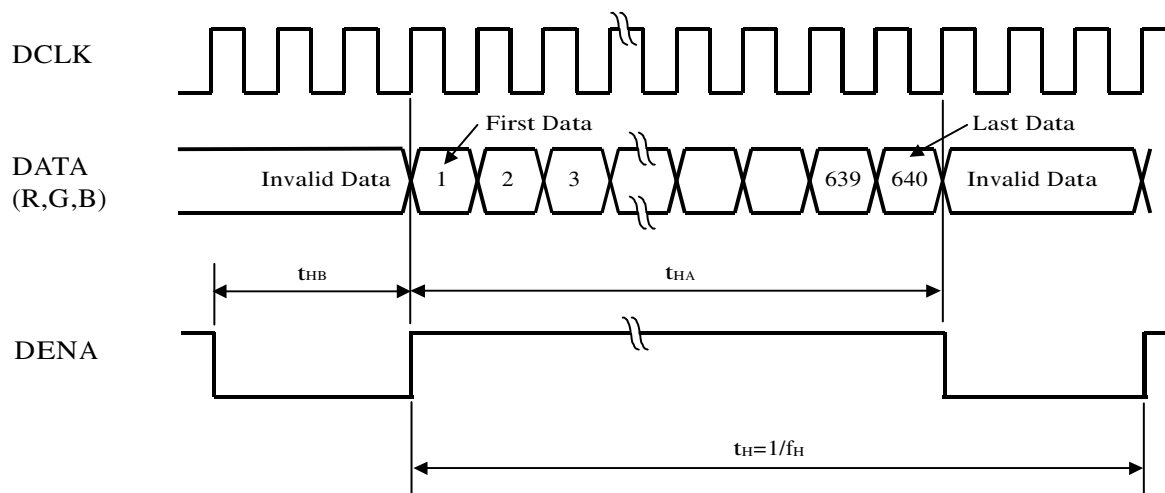 DCLK
First Data
Last Data
DATA
(R,G,B)
Invalid Data
1
2
3
639
640
Invalid Data
tHB
tHA
DENA
tH=1/fH